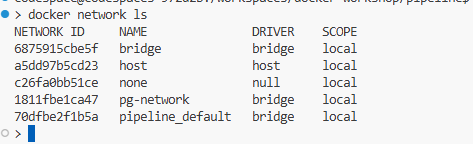 > docker network ls
NETWORK ID NAME DRIVER SCOPE
6875915cbe5f bridge bridge local
a5dd97b5cd23 host host local
c26fa0bb51ce none null local
1811fbe1ca47 pg-network bridge local
70dfbe2f1b5a pipeline_default bridge local
>